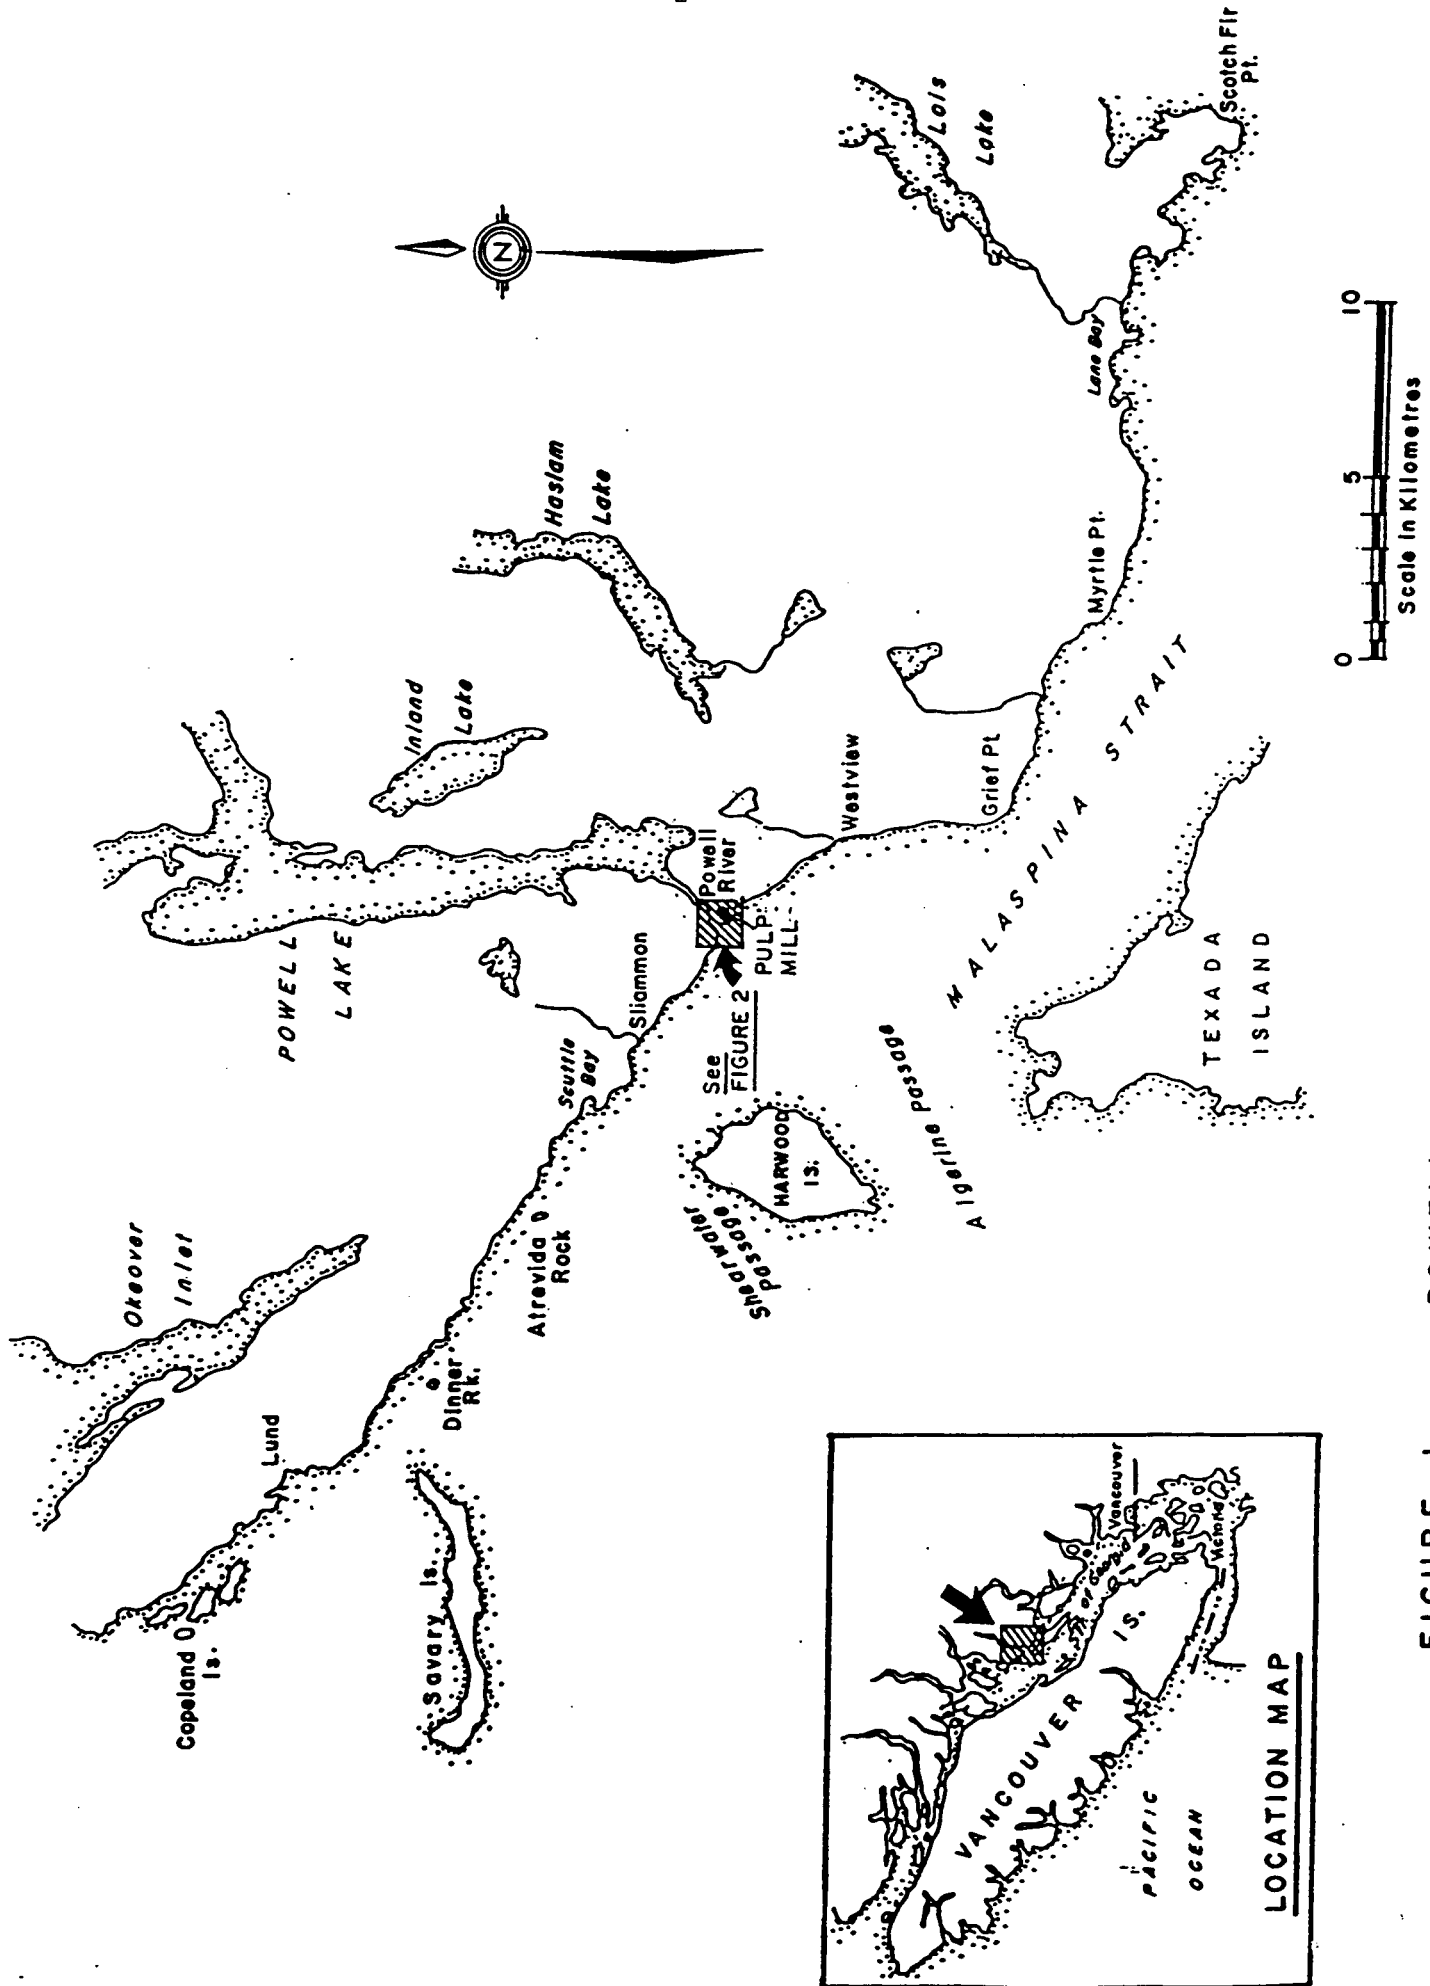 Copeland
Is.
Lund
Okeover
Inlet
Savary Is.
Dinner
Rk.
Atrevida
Rock
Scuttle
Bay
Sliammon
POWELL
LAKE
Inland
Lake
Haslam
Lake
Lois
Lake
Shearwater
Passage
HARWOOD
IS.
See
FIGURE 2
PULP
MILL
Powell
River
Westview
Grief Pt.
Myrtle Pt.
Lang Bay
Scotch Fir
Pt.
Algerine Passage
MALASPINA STRAIT
TEXADA
ISLAND
N
0 5 10
Scale in Kilometres
VANCOUVER IS.
Vancouver
Victoria
PACIFIC
OCEAN
LOCATION MAP
FIGURE 1